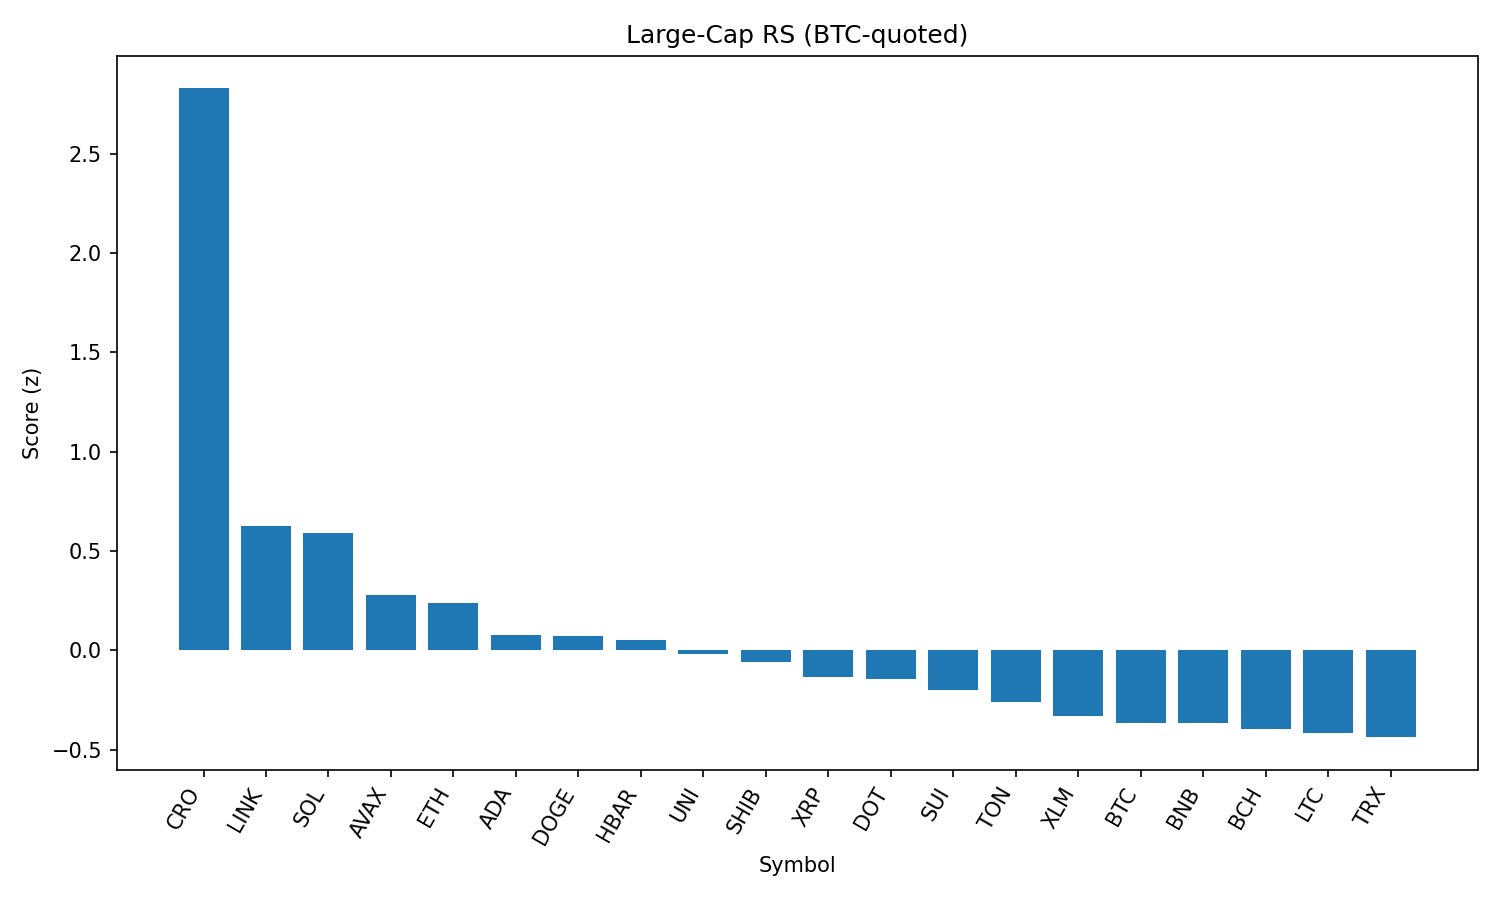 Large-Cap RS (BTC-quoted)
Score (z)
2.5
2.0
1.5
1.0
0.5
0.0
−0.5
CRO
LINK
SOL
AVAX
ETH
ADA
DOGE
HBAR
UNI
SHIB
XRP
DOT
SUI
TON
XLM
BTC
BNB
BCH
LTC
TRX
Symbol